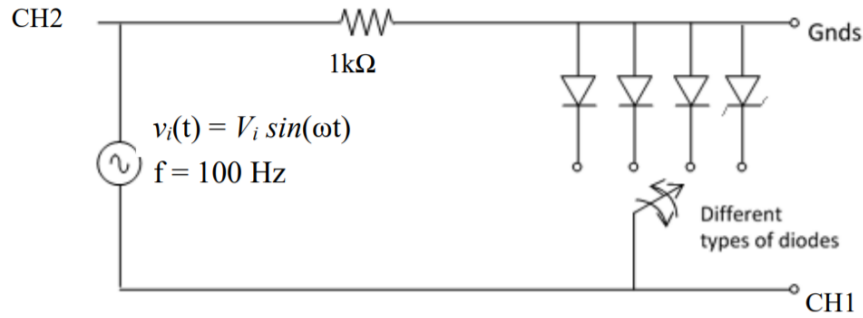 CH2
Gnds
1kΩ
vᵢ(t) = Vᵢ sin(ωt)
f = 100 Hz
Different
types of diodes
CH1